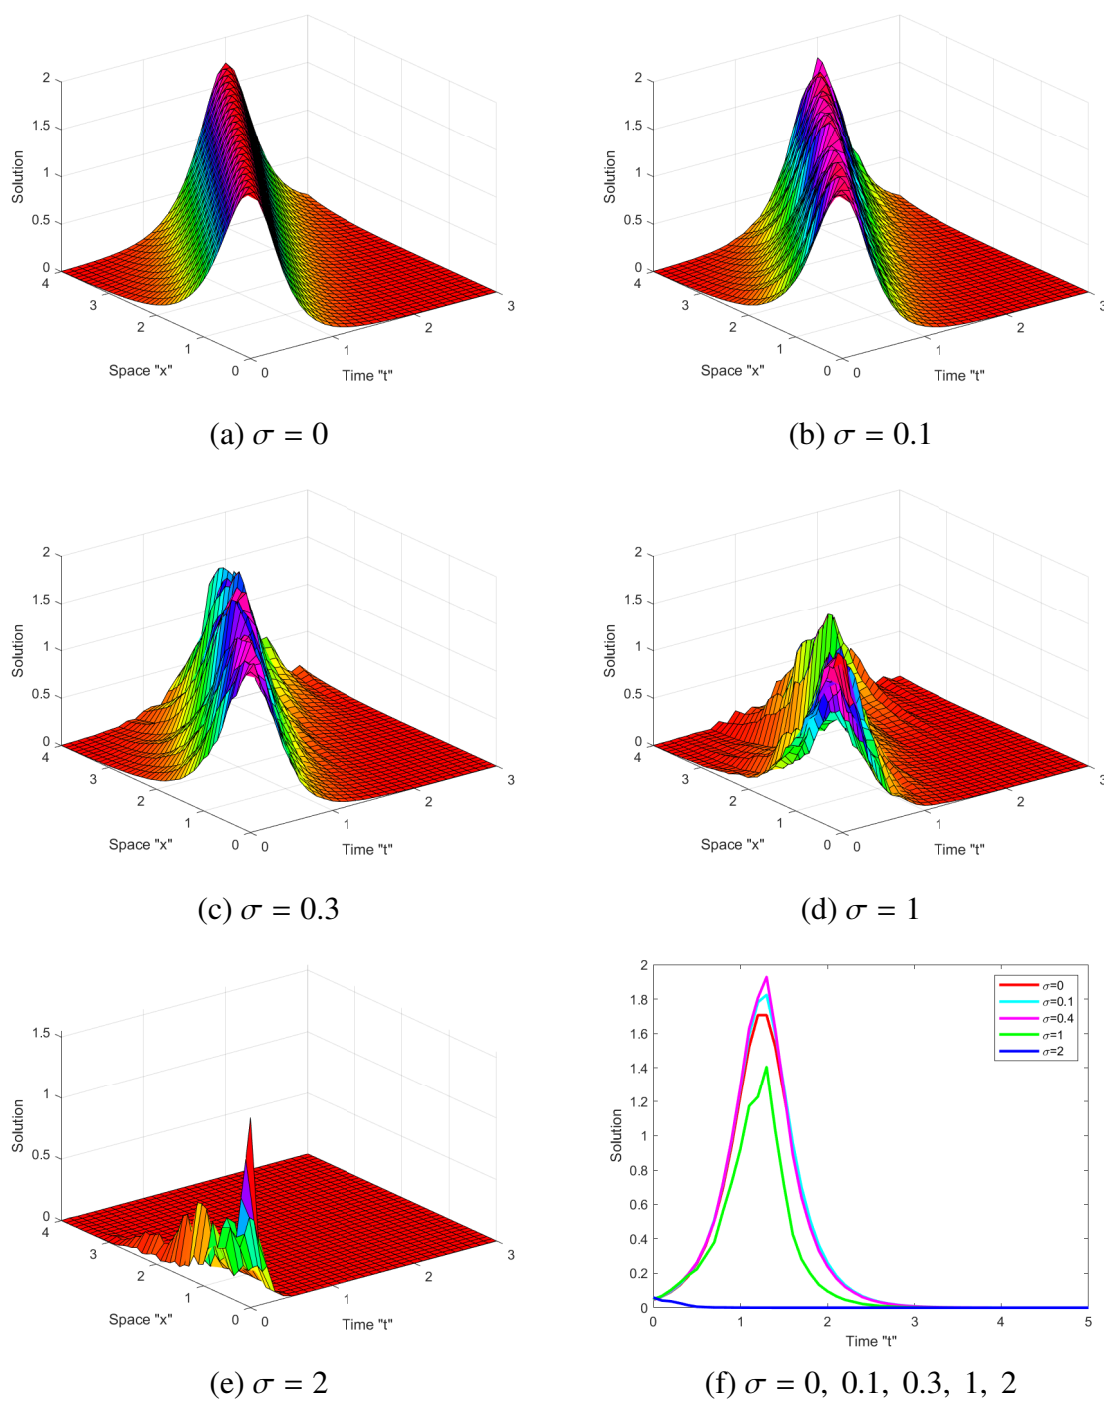 2
1.5
1
0.5
0
Solution
4
3
2
1
0
Space "x"
0
1
2
3
Time "t"
(a) σ = 0
2
1.5
1
0.5
0
Solution
4
3
2
1
0
Space "x"
0
1
2
3
Time "t"
(b) σ = 0.1
2
1.5
1
0.5
0
Solution
4
3
2
1
0
Space "x"
0
1
2
3
Time "t"
(c) σ = 0.3
2
1.5
1
0.5
0
Solution
4
3
2
1
0
Space "x"
0
1
2
3
Time "t"
(d) σ = 1
1.5
1
0.5
0
Solution
4
3
2
1
0
Space "x"
0
1
2
3
Time "t"
(e) σ = 2
2
1.8
1.6
1.4
1.2
1
0.8
0.6
0.4
0.2
0
Solution
σ=0
σ=0.1
σ=0.4
σ=1
σ=2
0 1 2 3 4 5
Time "t"
(f) σ = 0, 0.1, 0.3, 1, 2